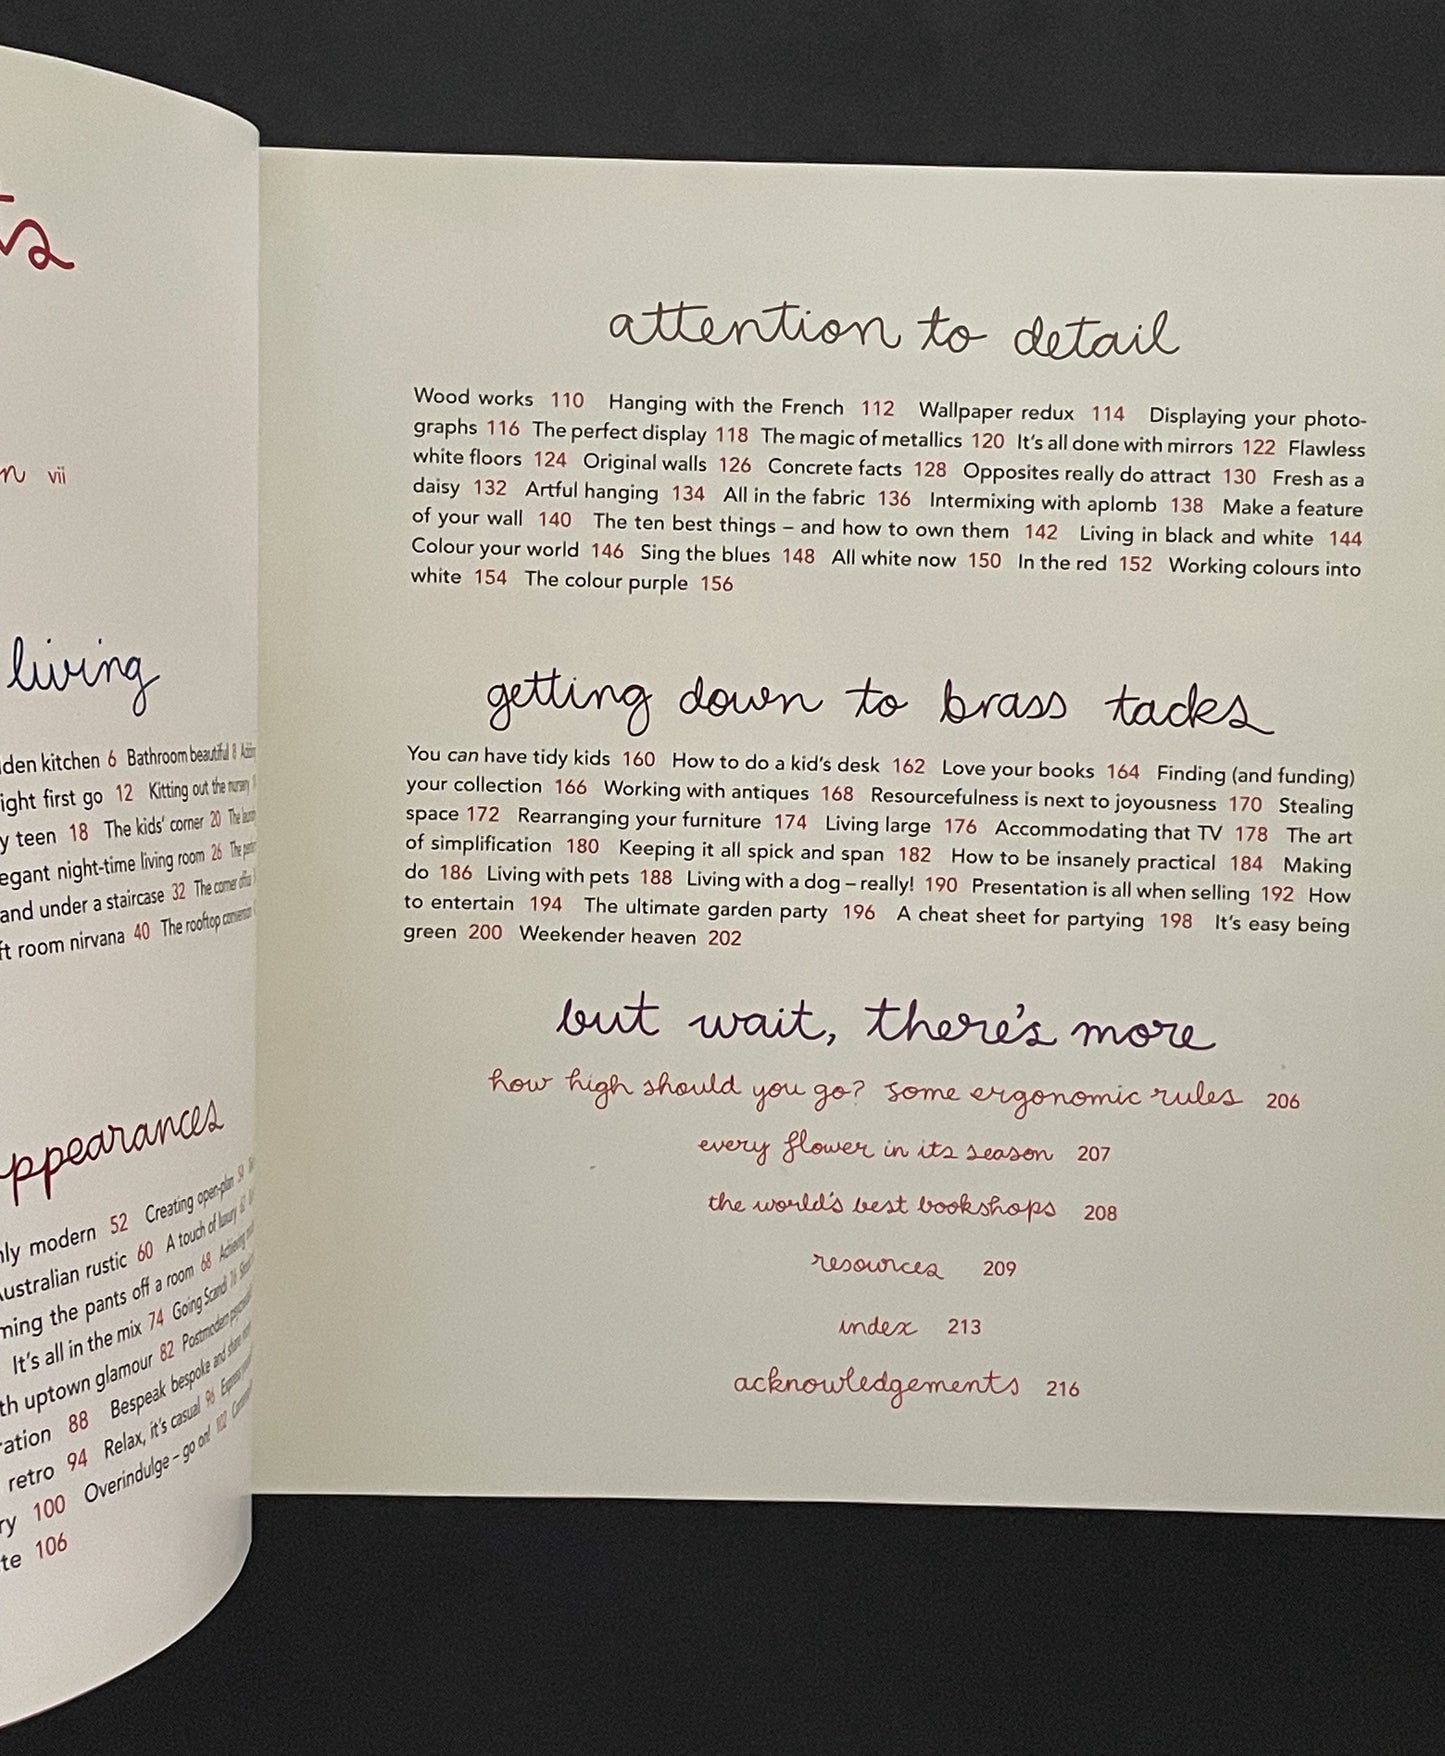 vii
living
kitchen 6 Bathroom beautiful 8
first go 12 Kitting out the nursery
teen 18 The kids' corner 20 The
night-time living room 26 The
and under a staircase 32 The corner office
room nirvana 40 The rooftop
modern 52 Creating open-plan 54
Australian rustic 60 A touch of luxury 62
the pants off a room 68 Achieving
It's all in the mix 74 Going Scandi 76
uptown glamour 82 Postmodern
88 Bespeak bespoke and
retro 94 Relax, it's casual 96
100 Overindulge – go on! 102
106
attention to detail
Wood works 110 Hanging with the French 112 Wallpaper redux 114 Displaying your photo-
graphs 116 The perfect display 118 The magic of metallics 120 It's all done with mirrors 122 Flawless
white floors 124 Original walls 126 Concrete facts 128 Opposites really do attract 130 Fresh as a
daisy 132 Artful hanging 134 All in the fabric 136 Intermixing with aplomb 138 Make a feature
of your wall 140 The ten best things – and how to own them 142 Living in black and white 144
Colour your world 146 Sing the blues 148 All white now 150 In the red 152 Working colours into
white 154 The colour purple 156
getting down to brass tacks
You can have tidy kids 160 How to do a kid's desk 162 Love your books 164 Finding (and funding)
your collection 166 Working with antiques 168 Resourcefulness is next to joyousness 170 Stealing
space 172 Rearranging your furniture 174 Living large 176 Accommodating that TV 178 The art
of simplification 180 Keeping it all spick and span 182 How to be insanely practical 184 Making
do 186 Living with pets 188 Living with a dog – really! 190 Presentation is all when selling 192 How
to entertain 194 The ultimate garden party 196 A cheat sheet for partying 198 It's easy being
green 200 Weekender heaven 202
but wait, there's more
how high should you go? some ergonomic rules 206
every flower in its season 207
the world's best bookshops 208
resources 209
index 213
acknowledgements 216